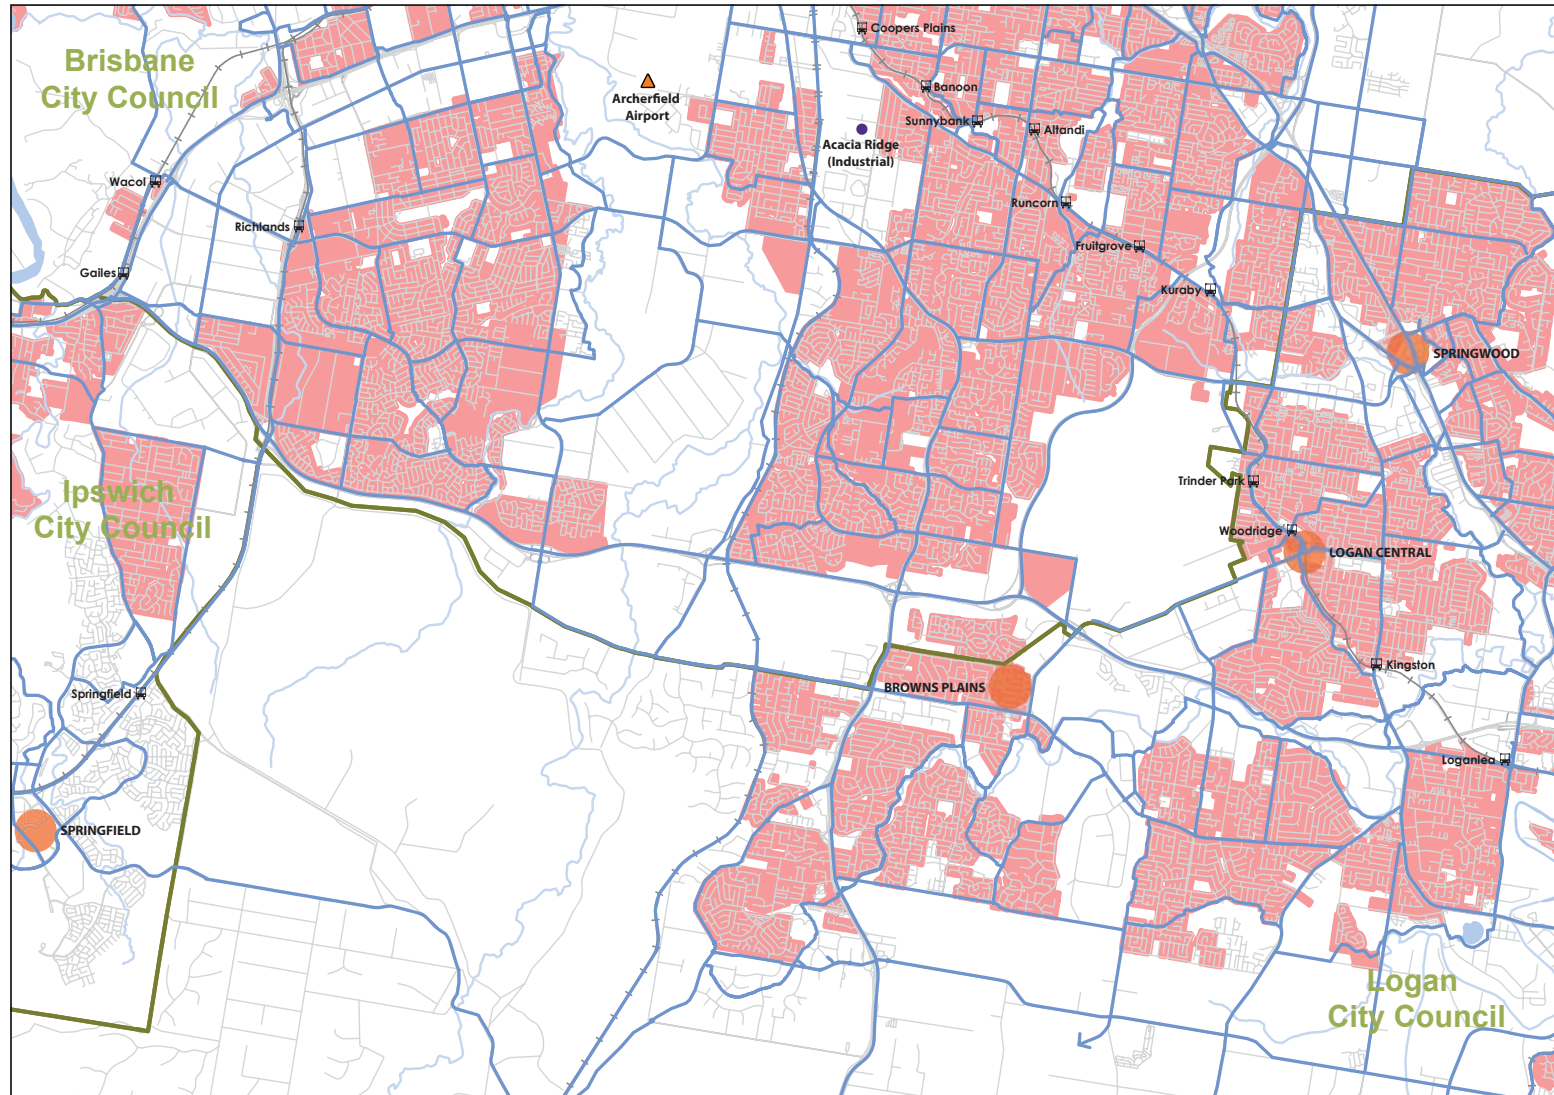 Coopers Plains
Brisbane
City Council
Archerfield
Airport
Banoon
Sunnybank
Altandi
Acacia Ridge
(Industrial)
Wacol
Runcorn
Richlands
Fruitgrove
Gailes
Kuraby
SPRINGWOOD
Trinder Park
Ipswich
City Council
Woodridge
LOGAN CENTRAL
Kingston
BROWNS PLAINS
Springfield
Loganlea
SPRINGFIELD
Logan
City Council